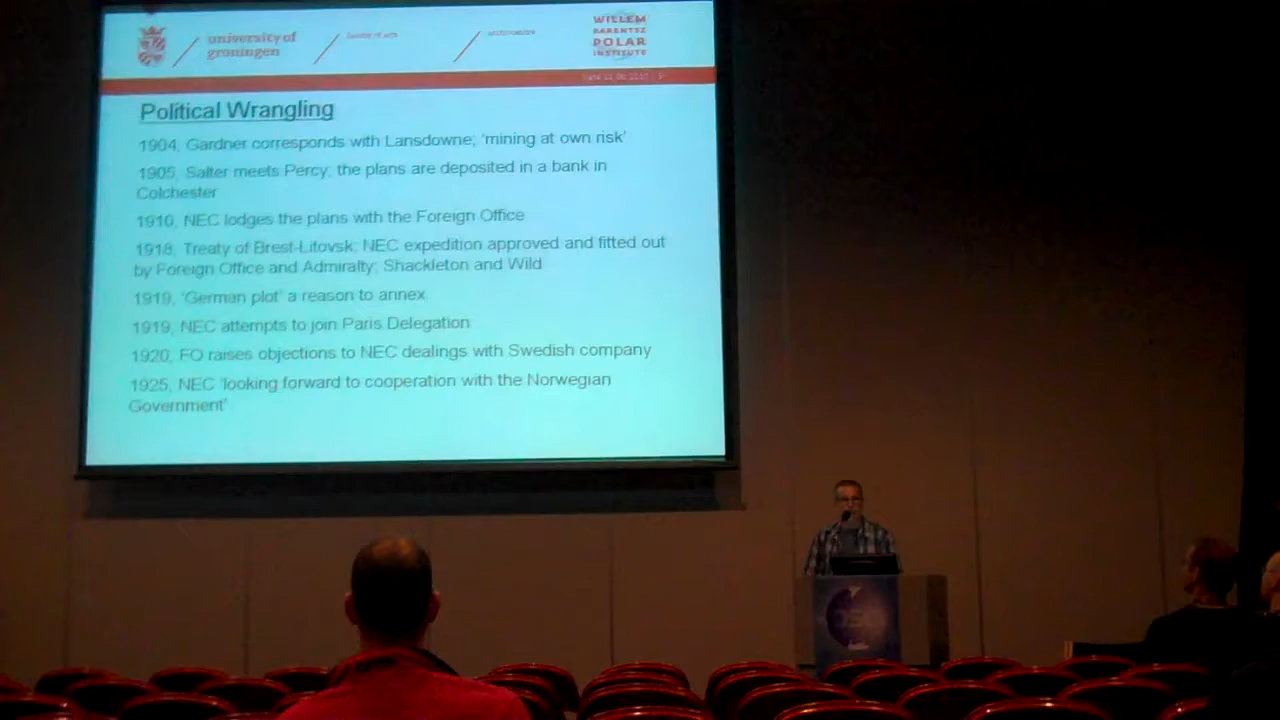 university of
groningen
faculty of arts
WILLEM
BARENTSZ
POLAR
INSTITUTE
Political Wrangling
1904, Gardner corresponds with Lansdowne; ‘mining at own risk’
1905, Salter meets Percy; the plans are deposited in a bank in
Colchester
1910, NEC lodges the plans with the Foreign Office
1918, Treaty of Brest-Litovsk; NEC expedition approved and fitted out
by Foreign Office and Admiralty; Shackleton and Wild
1919, ‘German plot’ a reason to annex
1919, NEC attempts to join Paris Delegation
1920, FO raises objections to NEC dealings with Swedish company
1925, NEC ‘looking forward to cooperation with the Norwegian
Government’